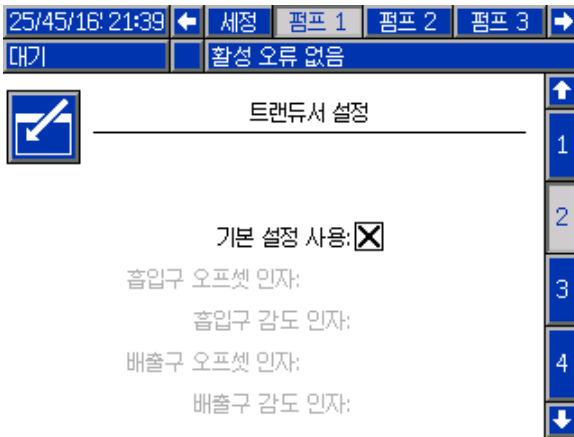 25/45/16' 21:39 세정 펌프 1 펌프 2 펌프 3
대기 활성 오류 없음
트랜듀서 설정
1
2
기본 설정 사용:
흡입구 오프셋 인자:
3
흡입구 감도 인자:
배출구 오프셋 인자:
4
배출구 감도 인자: